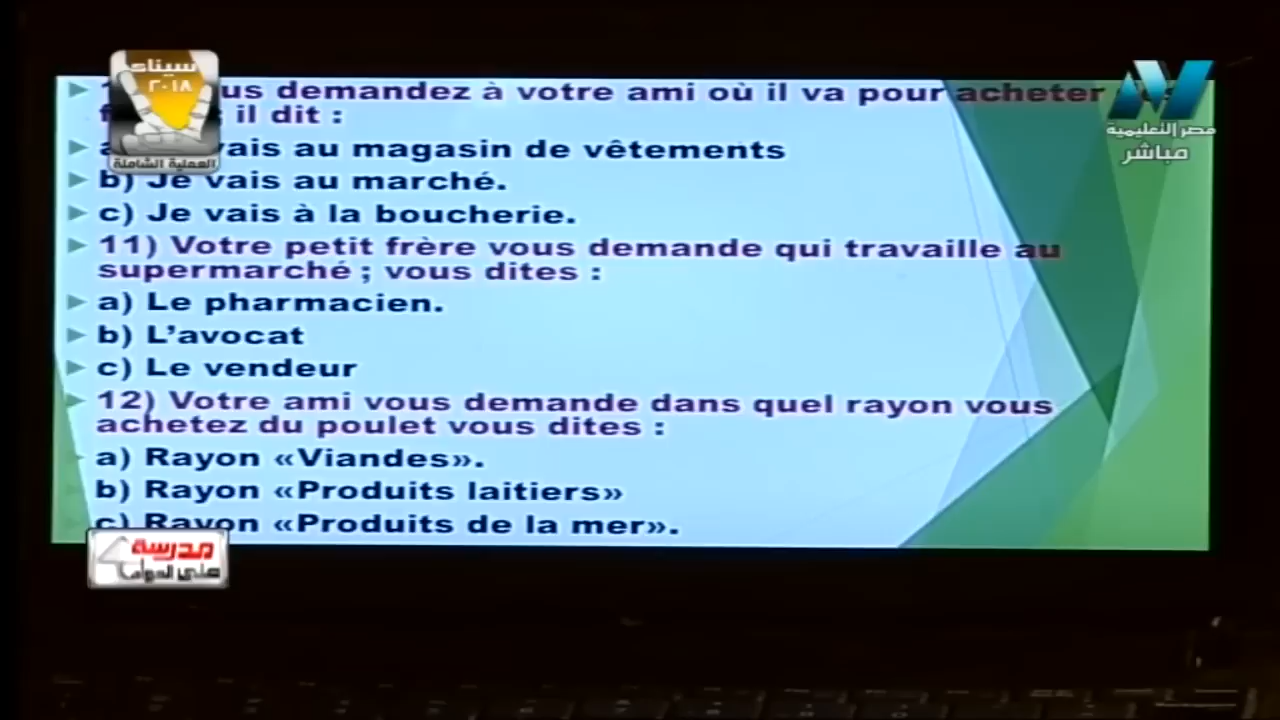 سيناء
٢٠١٨
العملية الشاملة
مصر التعليمية
مباشر
demandez à votre ami où il va pour acheter
il dit :
vais au magasin de vêtements
b) Je vais au marché.
c) Je vais à la boucherie.
11) Votre petit frère vous demande qui travaille au
supermarché ; vous dites :
a) Le pharmacien.
b) L’avocat
c) Le vendeur
12) Votre ami vous demande dans quel rayon vous
achetez du poulet vous dites :
a) Rayon «Viandes».
b) Rayon «Produits laitiers»
c) Rayon «Produits de la mer».
مدرسة
على الهواء